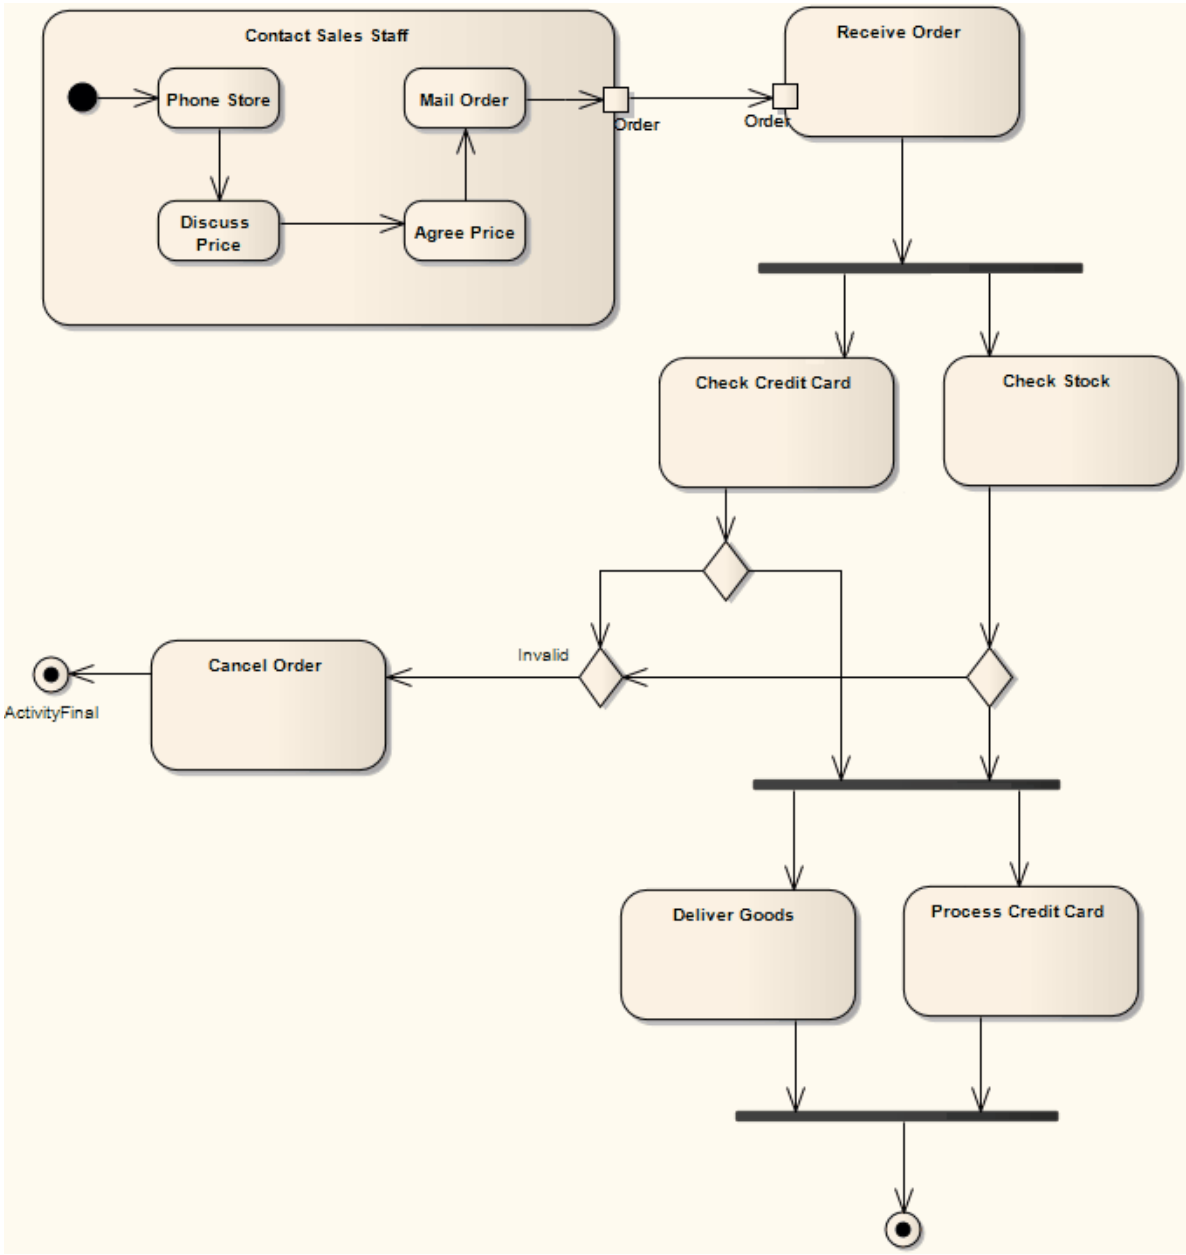 Contact Sales Staff
Receive Order
Phone Store
Mail Order
Order
Order
Discuss
Price
Agree Price
Check Credit Card
Check Stock
Invalid
Cancel Order
ActivityFinal
Deliver Goods
Process Credit Card